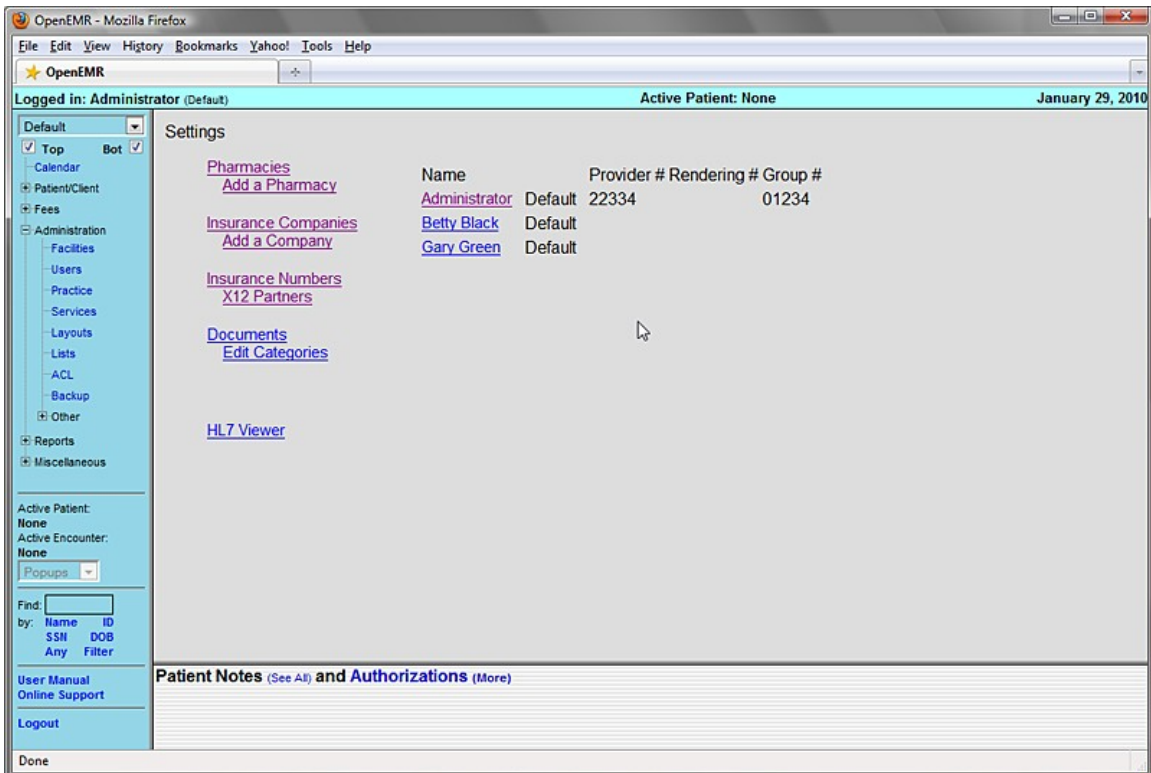 OpenEMR - Mozilla Firefox
File Edit View History Bookmarks Yahoo! Tools Help
OpenEMR
Logged in: Administrator (Default) Active Patient: None January 29, 2010
Default
Top Bot
Calendar
Patient/Client
Fees
Administration
Facilities
Users
Practice
Services
Layouts
Lists
ACL
Backup
Other
Reports
Miscellaneous
Active Patient:
None
Active Encounter:
None
Popups
Find:
by: Name ID
SSN DOB
Any Filter
User Manual
Online Support
Logout
Settings
Pharmacies
Add a Pharmacy
Insurance Companies
Add a Company
Insurance Numbers
X12 Partners
Documents
Edit Categories
HL7 Viewer
Name Provider # Rendering # Group #
Administrator Default 22334 01234
Betty Black Default
Gary Green Default
Patient Notes (See All) and Authorizations (More)
Done